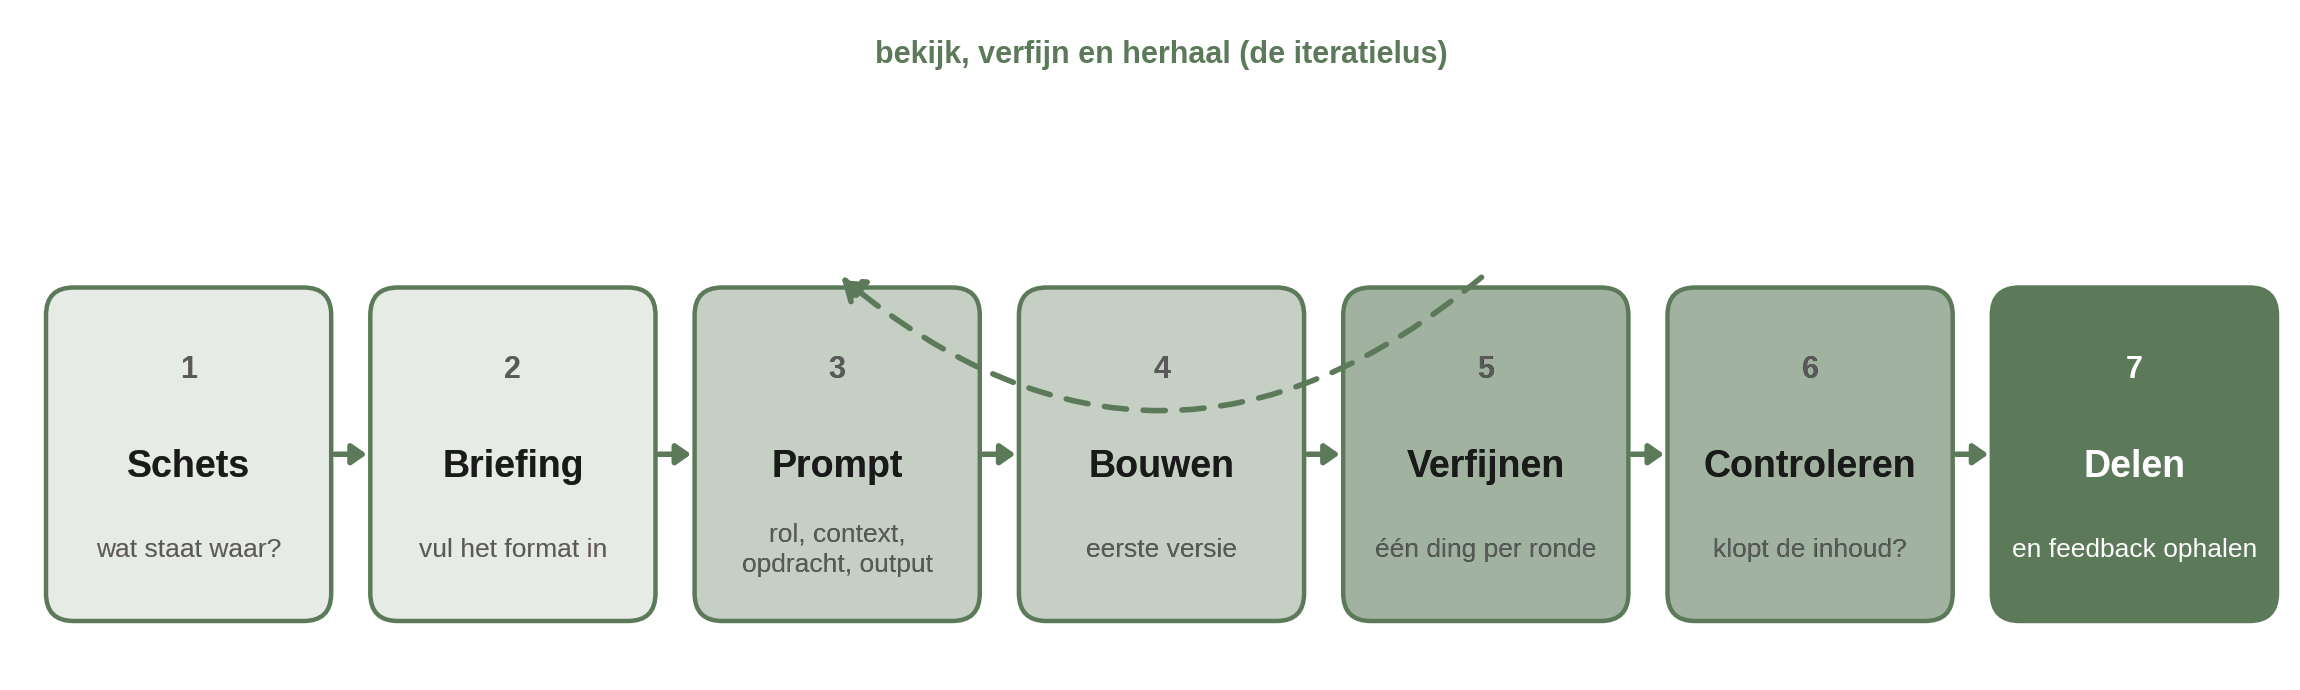 bekijk, verfijn en herhaal (de iteratielus)
1
Schets
wat staat waar?
2
Briefing
vul het format in
3
Prompt
rol, context,
opdracht, output
4
Bouwen
eerste versie
5
Verfijnen
één ding per ronde
6
Controleren
klopt de inhoud?
7
Delen
en feedback ophalen